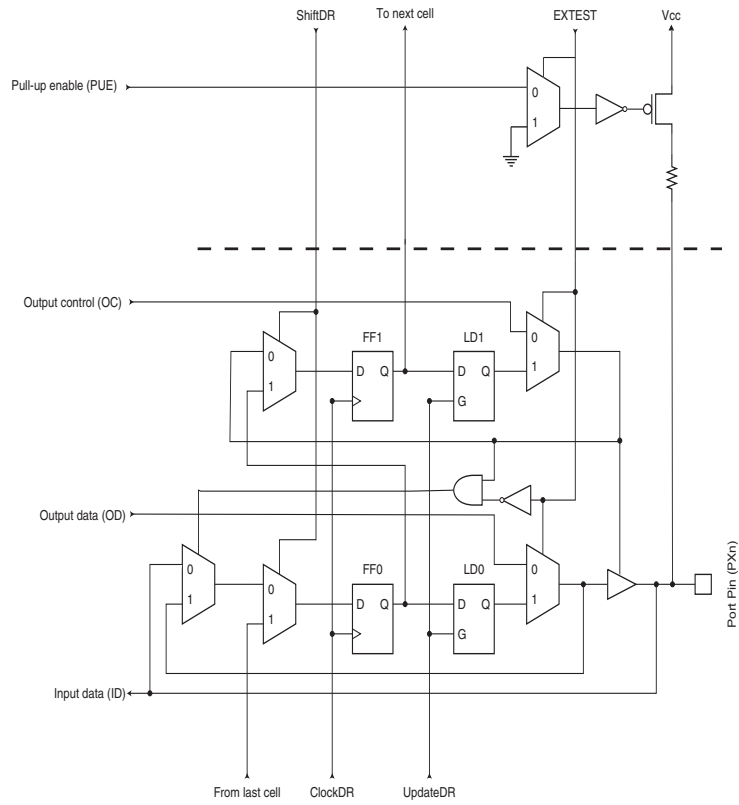 ShiftDR
To next cell
EXTEST
Vcc
Pull-up enable (PUE)
0
1
Output control (OC)
FF1
LD1
0
1
0
1
D Q
D Q
G
Output data (OD)
FF0
LD0
0
1
0
1
0
1
D Q
D Q
G
Port Pin (PXn)
Input data (ID)
From last cell
ClockDR
UpdateDR